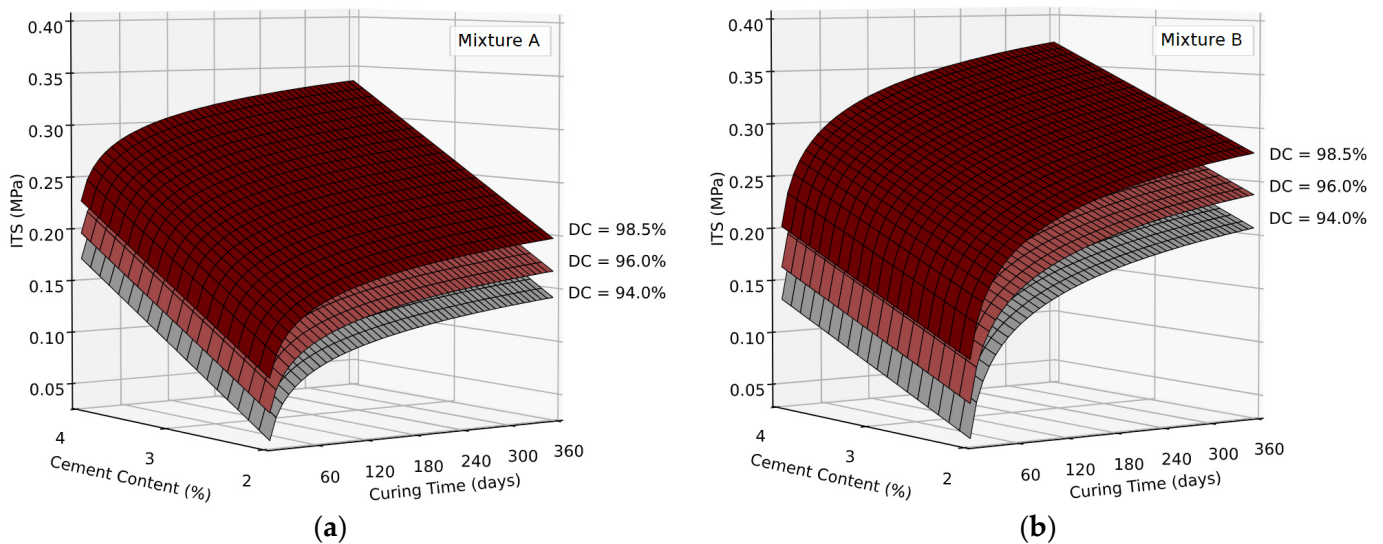 Mixture A
0.40
0.35
0.30
0.25
0.20
0.15
0.10
0.05
ITS (MPa)
DC = 98.5%
DC = 96.0%
DC = 94.0%
4
3
2
Cement Content (%)
60
120
180
240
300
360
Curing Time (days)
(a)
Mixture B
0.40
0.35
0.30
0.25
0.20
0.15
0.10
0.05
ITS (MPa)
DC = 98.5%
DC = 96.0%
DC = 94.0%
4
3
2
Cement Content (%)
60
120
180
240
300
360
Curing Time (days)
(b)